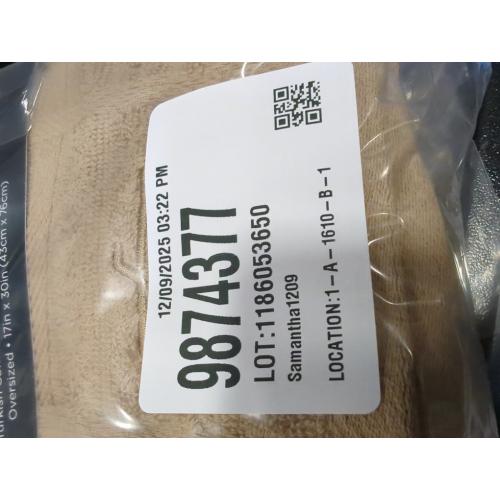 Oversized • 17in x 30in (43cm x 76cm)
12/09/2025 03:22 PM
9874377
LOT:1186053650
Samantha1209
LOCATION:1-A-1610-B-1